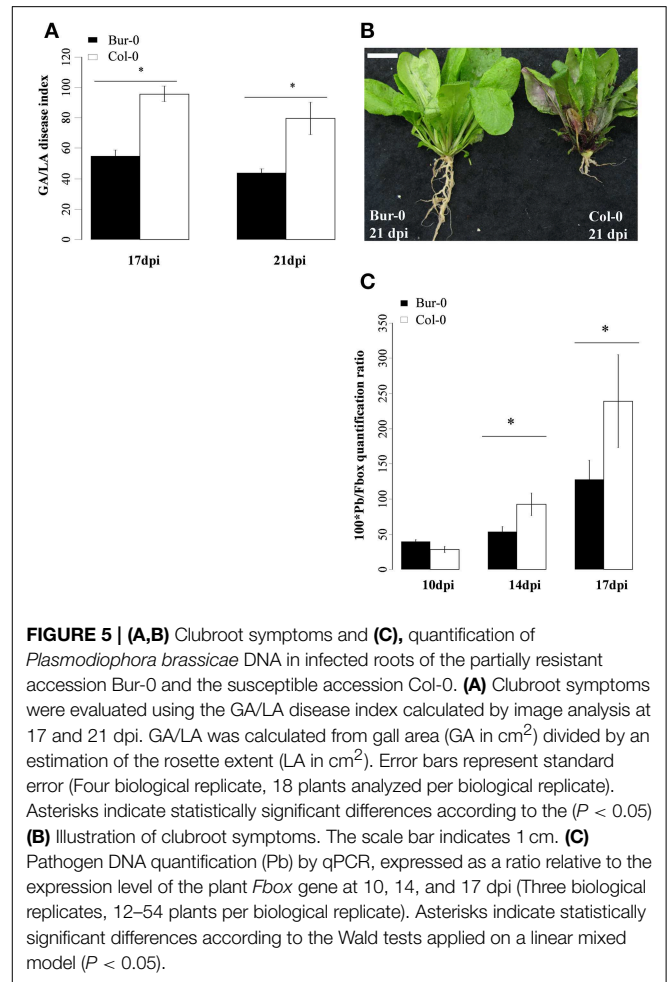 A
Bur-0
Col-0
GA/LA disease index
0 20 40 60 80 100 120
*
*
17dpi
21dpi
B
Bur-0
21 dpi
Col-0
21 dpi
C
Bur-0
Col-0
100*Pb/Fbox quantification ratio
0 50 100 150 200 250 300 350
*
*
10dpi
14dpi
17dpi
FIGURE 5 | (A,B) Clubroot symptoms and (C), quantification of
Plasmodiophora brassicae DNA in infected roots of the partially resistant
accession Bur-0 and the susceptible accession Col-0. (A) Clubroot symptoms
were evaluated using the GA/LA disease index calculated by image analysis at
17 and 21 dpi. GA/LA was calculated from gall area (GA in cm²) divided by an
estimation of the rosette extent (LA in cm²). Error bars represent standard
error (Four biological replicate, 18 plants analyzed per biological replicate).
Asterisks indicate statistically significant differences according to the (P < 0.05)
(B) Illustration of clubroot symptoms. The scale bar indicates 1 cm. (C)
Pathogen DNA quantification (Pb) by qPCR, expressed as a ratio relative to the
expression level of the plant Fbox gene at 10, 14, and 17 dpi (Three biological
replicates, 12–54 plants per biological replicate). Asterisks indicate statistically
significant differences according to the Wald tests applied on a linear mixed
model (P < 0.05).